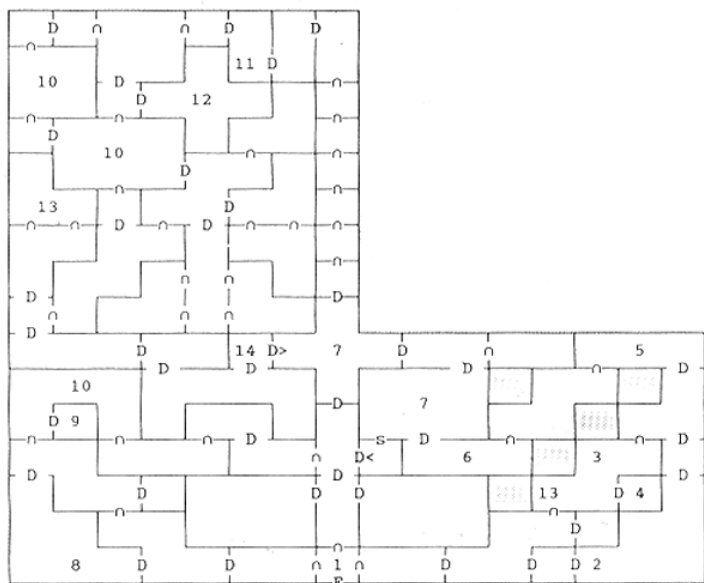 D ∩ ∩ D D
∩
11 D
10 D ∩
D 12
∩ ∩ ∩
D
10 ∩
D
∩ ∩
13 D
∩ ∩ D ∩ D ∩ ∩ ∩
∩
∩ ∩
D D
∩ ∩ ∩ ∩
D
D 14 D> 7 D ∩ 5
D D D ∩ D
10
D 7
D 9
∩ ∩ ∩ D S D ∩ ∩ D
∩ D< 6 3
D D D
D D D 13 D 4
∩ ∩
D
∩
8 D D 1 ∩ D D D 2
E